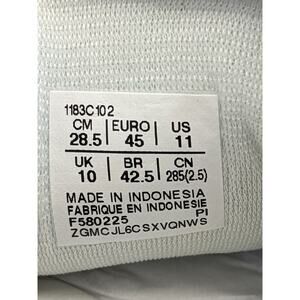 1183C102
CM EURO US
28.5 45 11
UK BR CN
10 42.5 285(2.5)
MADE IN INDONESIA
FABRIQUE EN INDONESIE
F580225 PI
ZGMCJL6CSXVQNWS